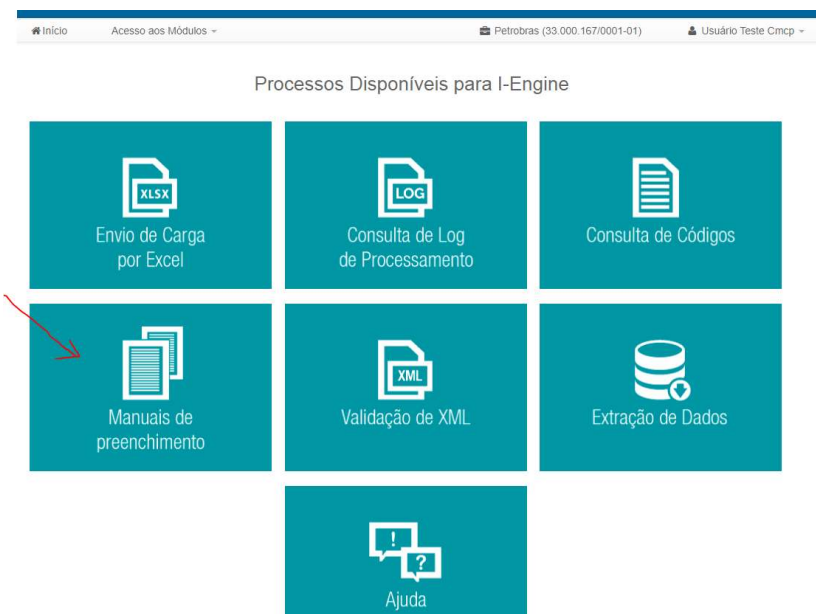 Início Acesso aos Módulos Petrobras (33.000.167/0001-01) Usuário Teste Cmcp
Processos Disponíveis para I-Engine
XLSX
Envio de Carga
por Excel
LOG
Consulta de Log
de Processamento
Consulta de Códigos
Manuais de
preenchimento
XML
Validação de XML
Extração de Dados
!
?
Ajuda